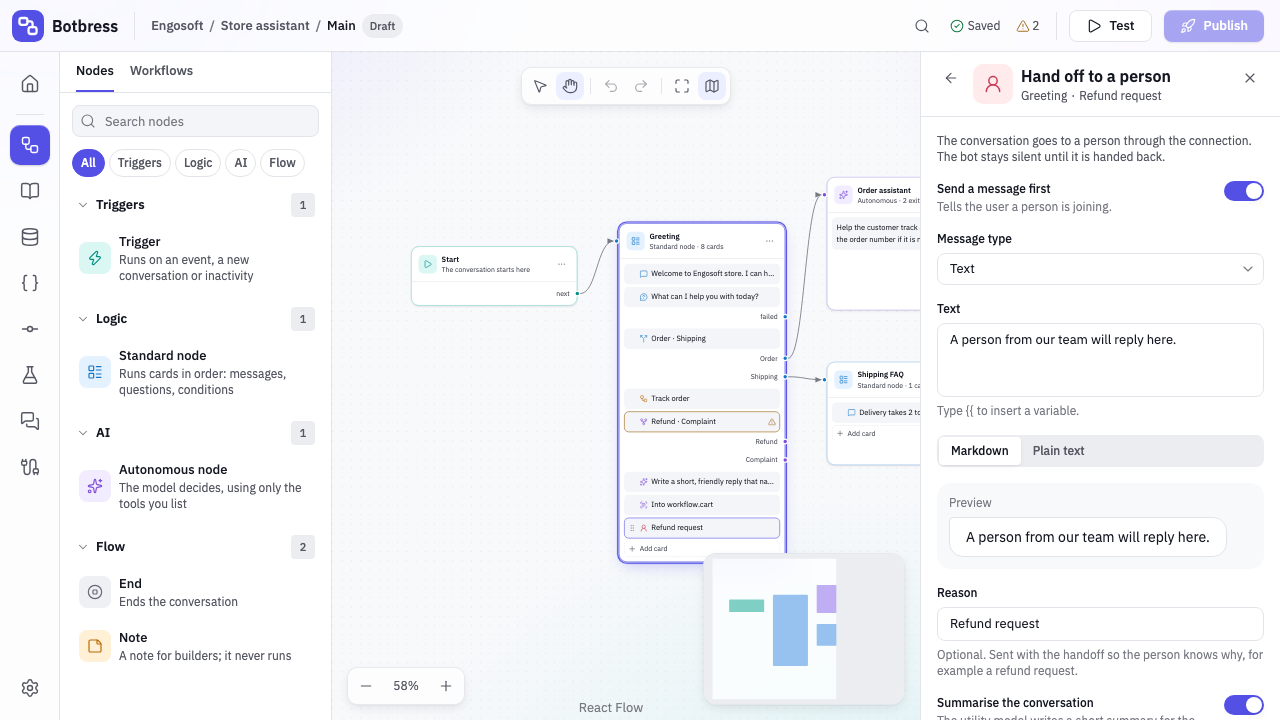 Botbress
Engosoft / Store assistant / Main Draft
Saved
2
Test
Publish
Nodes
Workflows
Search nodes
All
Triggers
Logic
AI
Flow
Triggers
1
Trigger
Runs on an event, a new
conversation or inactivity
Logic
1
Standard node
Runs cards in order: messages,
questions, conditions
AI
1
Autonomous node
The model decides, using only the
tools you list
Flow
2
End
Ends the conversation
Note
A note for builders; it never runs
Start
The conversation starts here
next
Greeting
Standard node · 8 cards
Welcome to Engosoft store. I can h...
What can I help you with today?
failed
Order · Shipping
Order
Shipping
Track order
Refund · Complaint
Refund
Complaint
Write a short, friendly reply that na...
Into workflow.cart
Refund request
Add card
Order assistant
Autonomous · 2 exit
Help the customer track
the order number if it is
Shipping FAQ
Standard node · 1 ca
Delivery takes 2 to
Add card
58%
React Flow
Hand off to a person
Greeting · Refund request
The conversation goes to a person through the connection.
The bot stays silent until it is handed back.
Send a message first
Tells the user a person is joining.
Message type
Text
Text
A person from our team will reply here.
Type {{ to insert a variable.
Markdown
Plain text
Preview
A person from our team will reply here.
Reason
Refund request
Optional. Sent with the handoff so the person knows why, for
example a refund request.
Summarise the conversation
The utility model writes a short summary for the